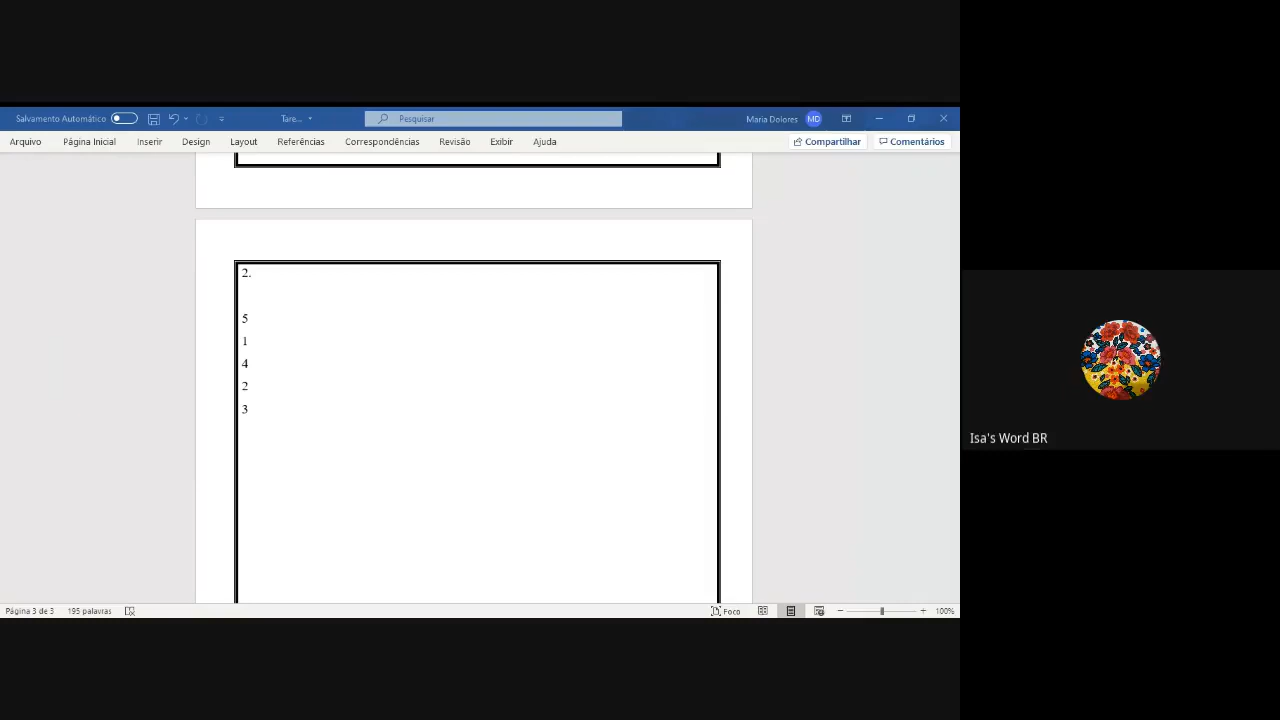 Salvamento Automático Tare... Pesquisar Maria Dolores MD
Arquivo Página Inicial Inserir Design Layout Referências Correspondências Revisão Exibir Ajuda Compartilhar Comentários
2.
5
1
4
2
3
Isa's Word BR
Página 3 de 3 195 palavras Foco 100%